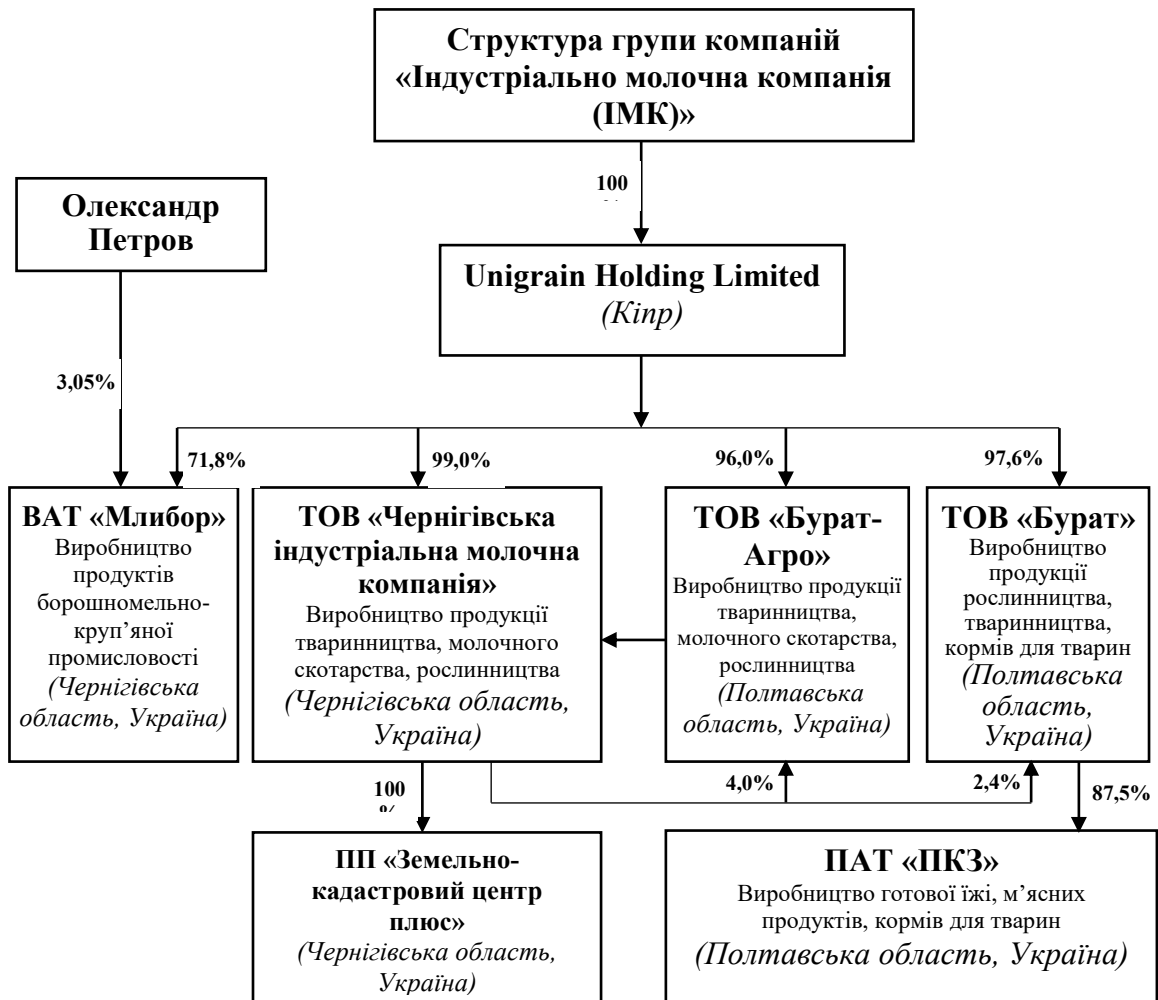 Структура групи компаній
«Індустріально молочна компанія
(ІМК)»
100
Олександр
Петров
Unigrain Holding Limited
(Кіпр)
3,05%
71,8%
99,0%
96,0%
97,6%
ВАТ «Млибор»
Виробництво
продуктів
борошномельно-
круп’яної
промисловості
(Чернігівська
область, Україна)
ТОВ «Чернігівська
індустріальна молочна
компанія»
Виробництво продукції
тваринництва, молочного
скотарства, рослинництва
(Чернігівська область,
Україна)
ТОВ «Бурат-
Агро»
Виробництво продукції
тваринництва,
молочного скотарства,
рослинництва
(Полтавська
область, Україна)
ТОВ «Бурат»
Виробництво
продукції
рослинництва,
тваринництва,
кормів для тварин
(Полтавська
область,
Україна)
100
%
4,0%
2,4%
87,5%
ПП «Земельно-
кадастровий центр
плюс»
(Чернігівська область,
Україна)
ПАТ «ПКЗ»
Виробництво готової їжі, м’ясних
продуктів, кормів для тварин
(Полтавська область, Україна)